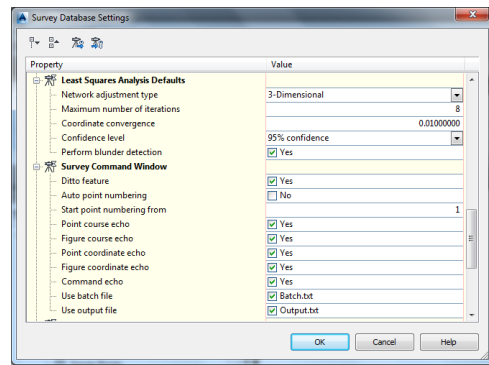 Survey Database Settings
Property Value
Least Squares Analysis Defaults
Network adjustment type 3-Dimensional
Maximum number of iterations 8
Coordinate convergence 0.01000000
Confidence level 95% confidence
Perform blunder detection Yes
Survey Command Window
Ditto feature Yes
Auto point numbering No
Start point numbering from 1
Point course echo Yes
Figure course echo Yes
Point coordinate echo Yes
Figure coordinate echo Yes
Command echo Yes
Use batch file Batch.txt
Use output file Output.txt
OK Cancel Help